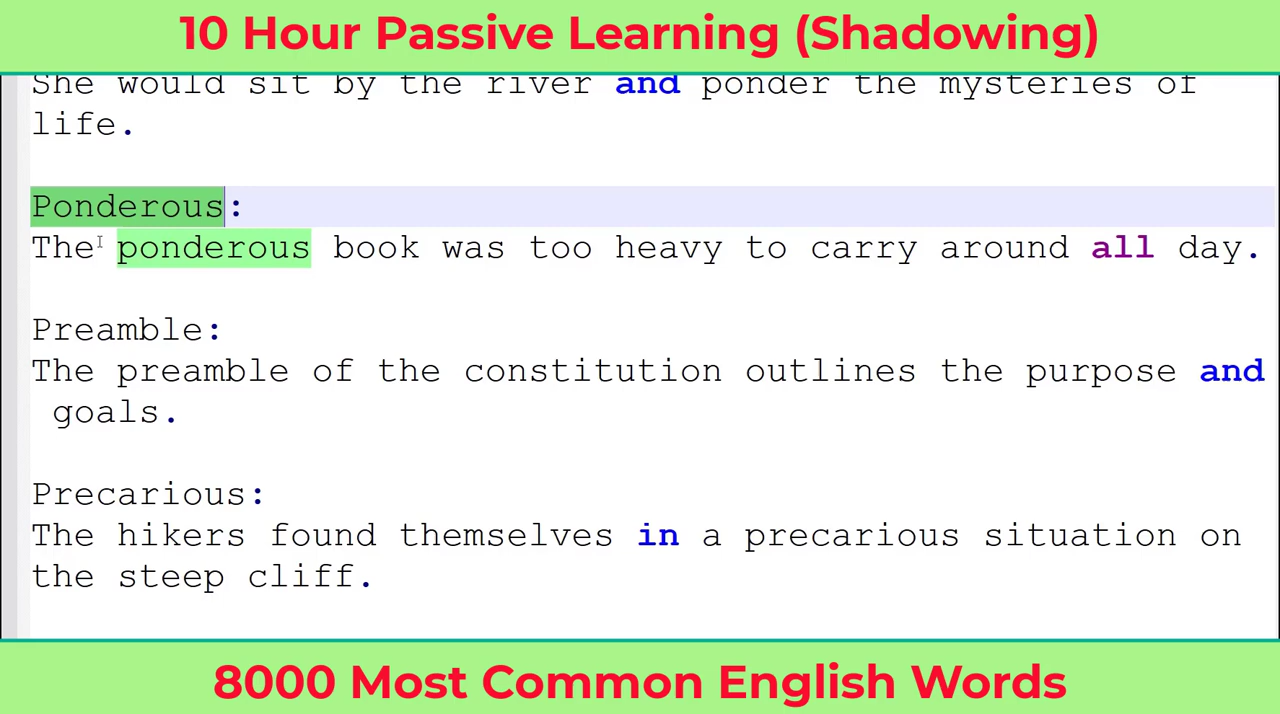 10 Hour Passive Learning (Shadowing)
She would sit by the river and ponder the mysteries of
life.
Ponderous:
The ponderous book was too heavy to carry around all day.
Preamble:
The preamble of the constitution outlines the purpose and
goals.
Precarious:
The hikers found themselves in a precarious situation on
the steep cliff.
8000 Most Common English Words